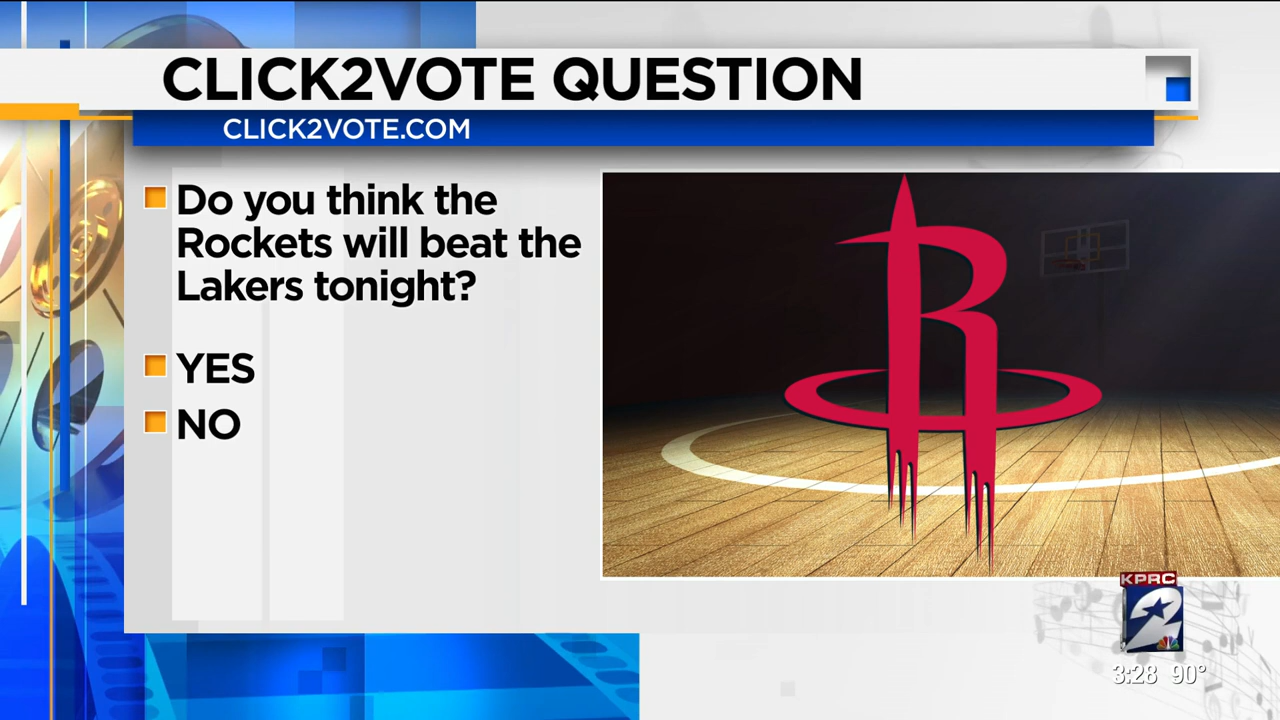 CLICK2VOTE QUESTION
CLICK2VOTE.COM
Do you think the
Rockets will beat the
Lakers tonight?
YES
NO
R
KPRC
2
3:28 90°